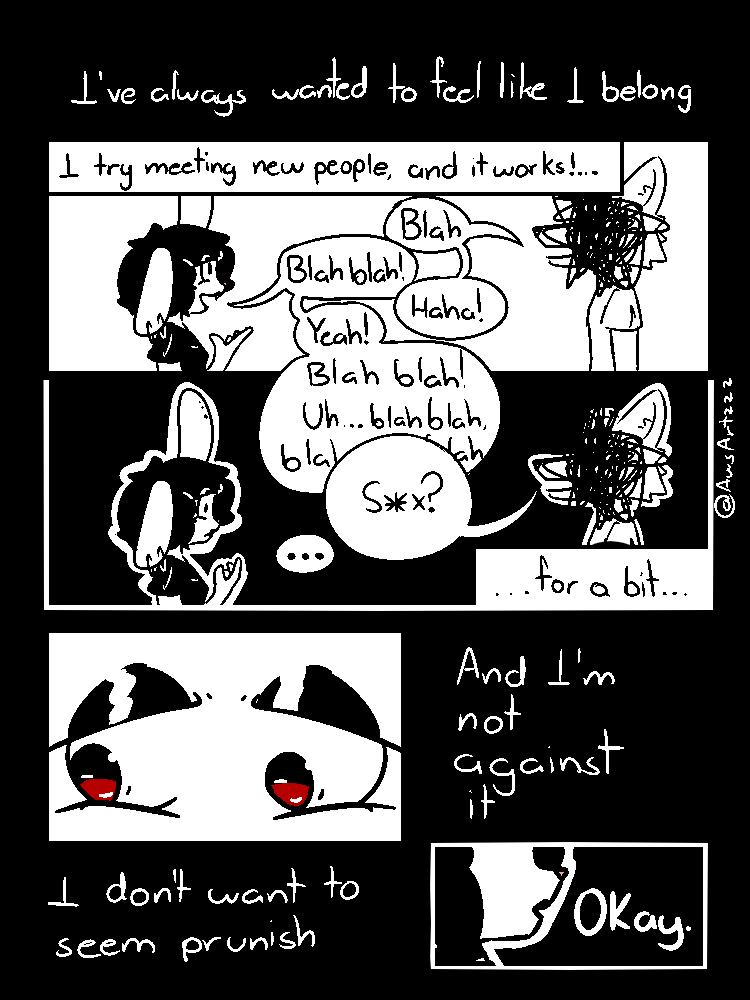 I've always wanted to feel like I belong
I try meeting new people, and it works!...
Blah
Blah blah!
Haha!
Yeah!
Blah blah!
Uh... blah blah,
S*x?
...
...for a bit...
@AwsArtzzz
And I'm
not
against
it
I don't want to
seem prunish
Okay.